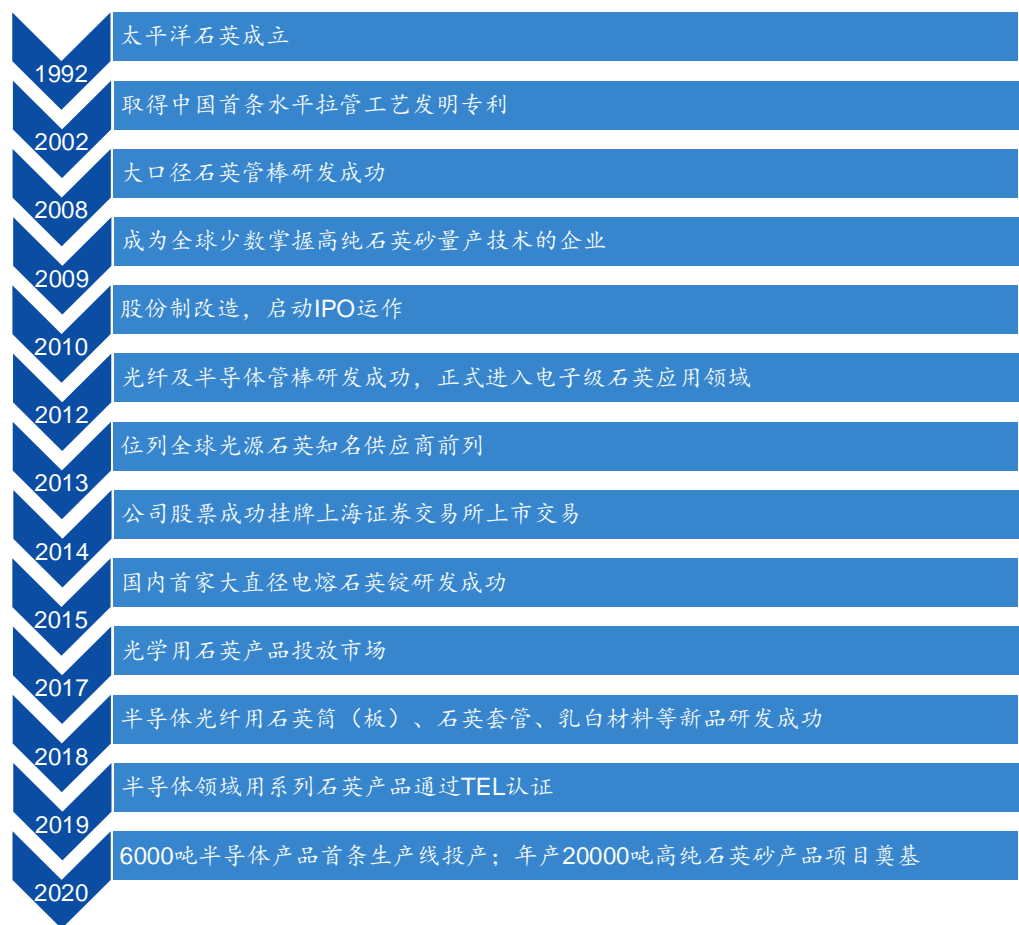 太平洋石英成立
1992
取得中国首条水平拉管工艺发明专利
2002
大口径石英管棒研发成功
2008
成为全球少数掌握高纯石英砂量产技术的企业
2009
股份制改造，启动IPO运作
2010
光纤及半导体管棒研发成功，正式进入电子级石英应用领域
2012
位列全球光源石英知名供应商前列
2013
公司股票成功挂牌上海证券交易所上市交易
2014
国内首家大直径电熔石英锭研发成功
2015
光学用石英产品投放市场
2017
半导体光纤用石英筒（板）、石英套管、乳白材料等新品研发成功
2018
半导体领域用系列石英产品通过TEL认证
2019
6000吨半导体产品首条生产线投产；年产20000吨高纯石英砂产品项目奠基
2020